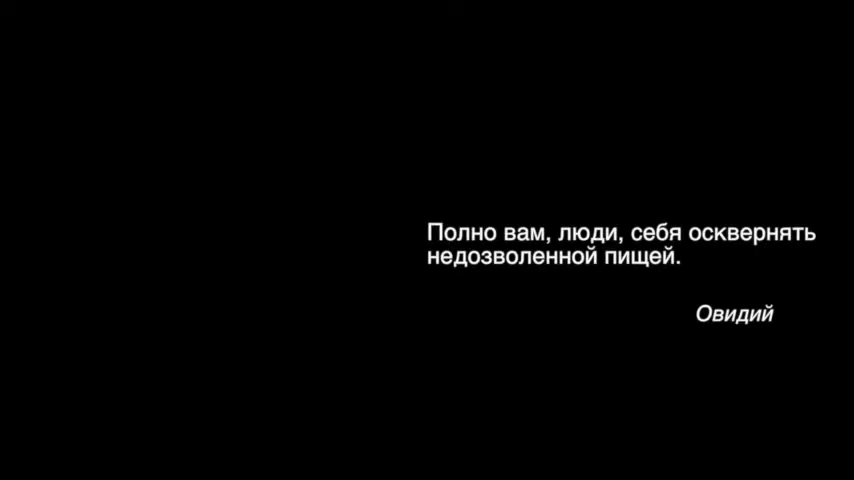 Полно вам, люди, себя осквернять
недозволенной пищей.
Овидий